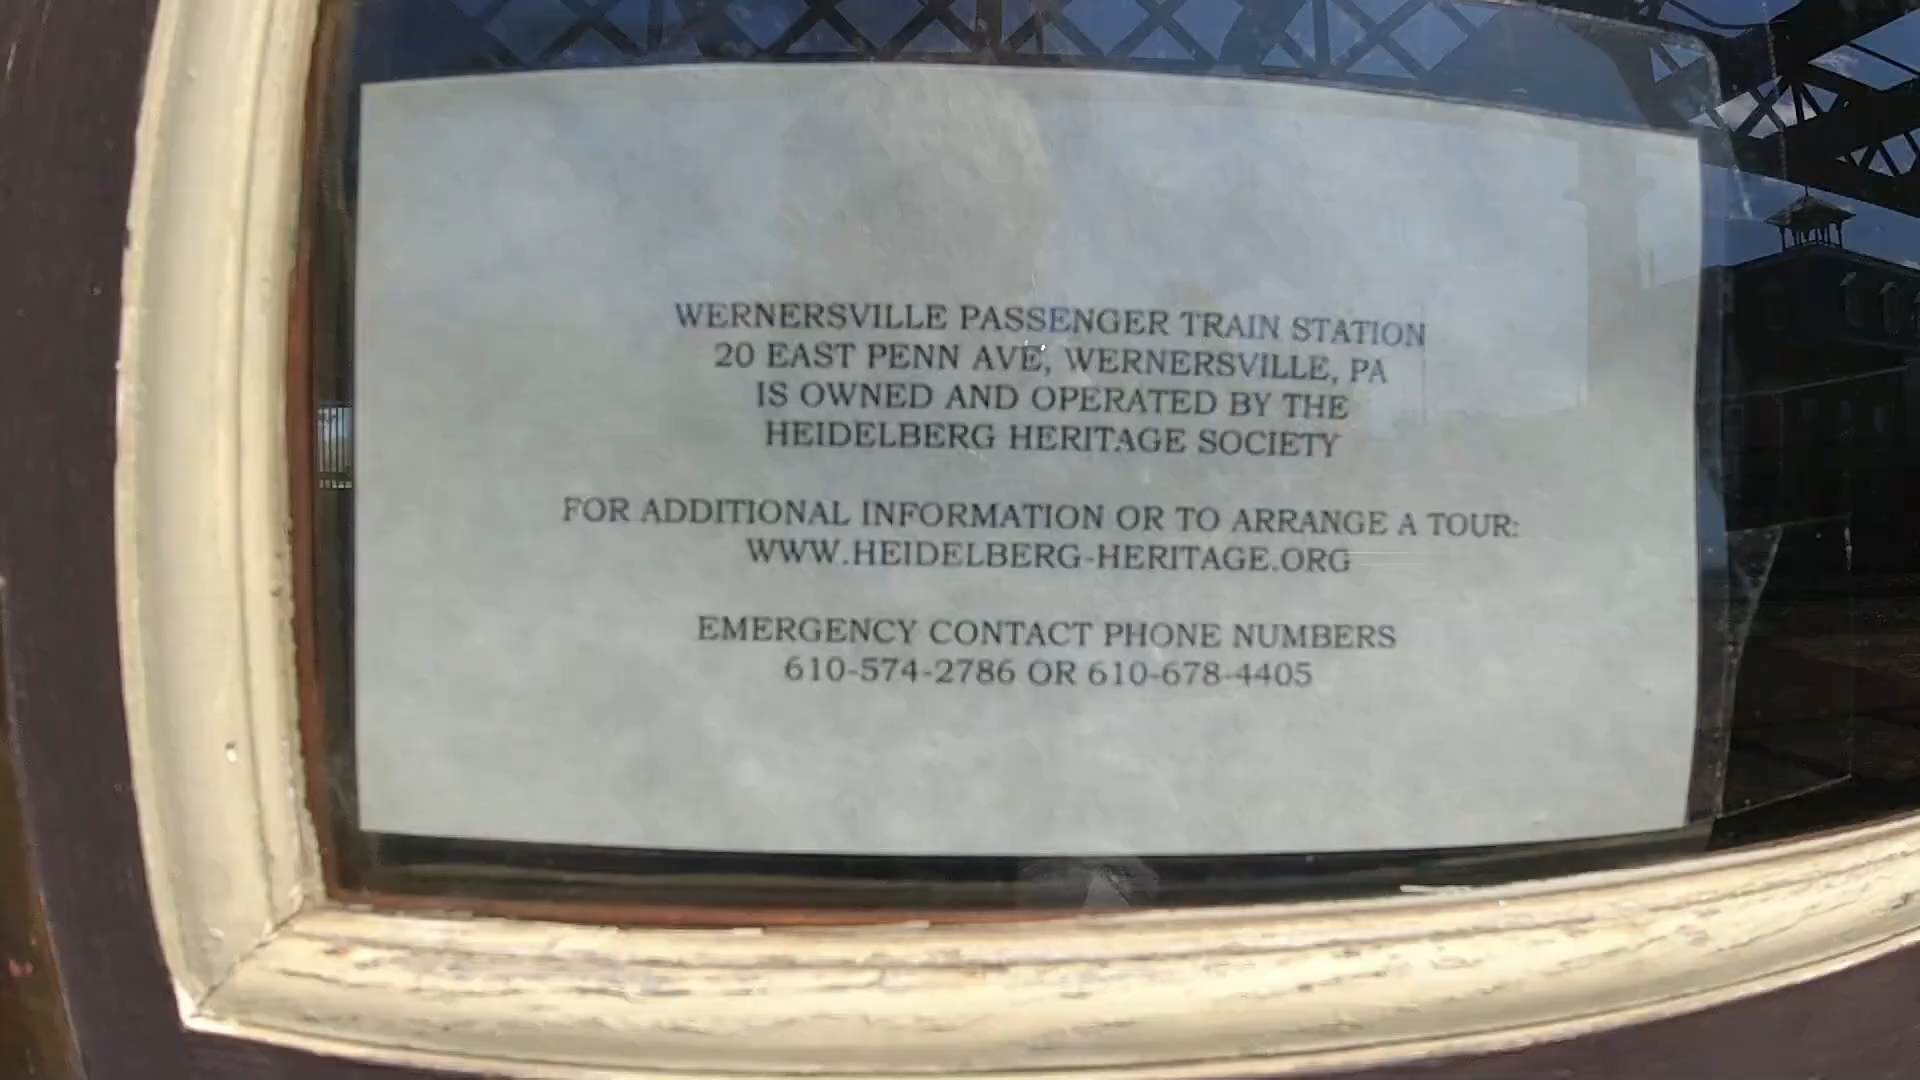 WERNERSVILLE PASSENGER TRAIN STATION
20 EAST PENN AVE, WERNERSVILLE, PA
IS OWNED AND OPERATED BY THE
HEIDELBERG HERITAGE SOCIETY
FOR ADDITIONAL INFORMATION OR TO ARRANGE A TOUR:
WWW.HEIDELBERG-HERITAGE.ORG
EMERGENCY CONTACT PHONE NUMBERS
610-574-2786 OR 610-678-4405